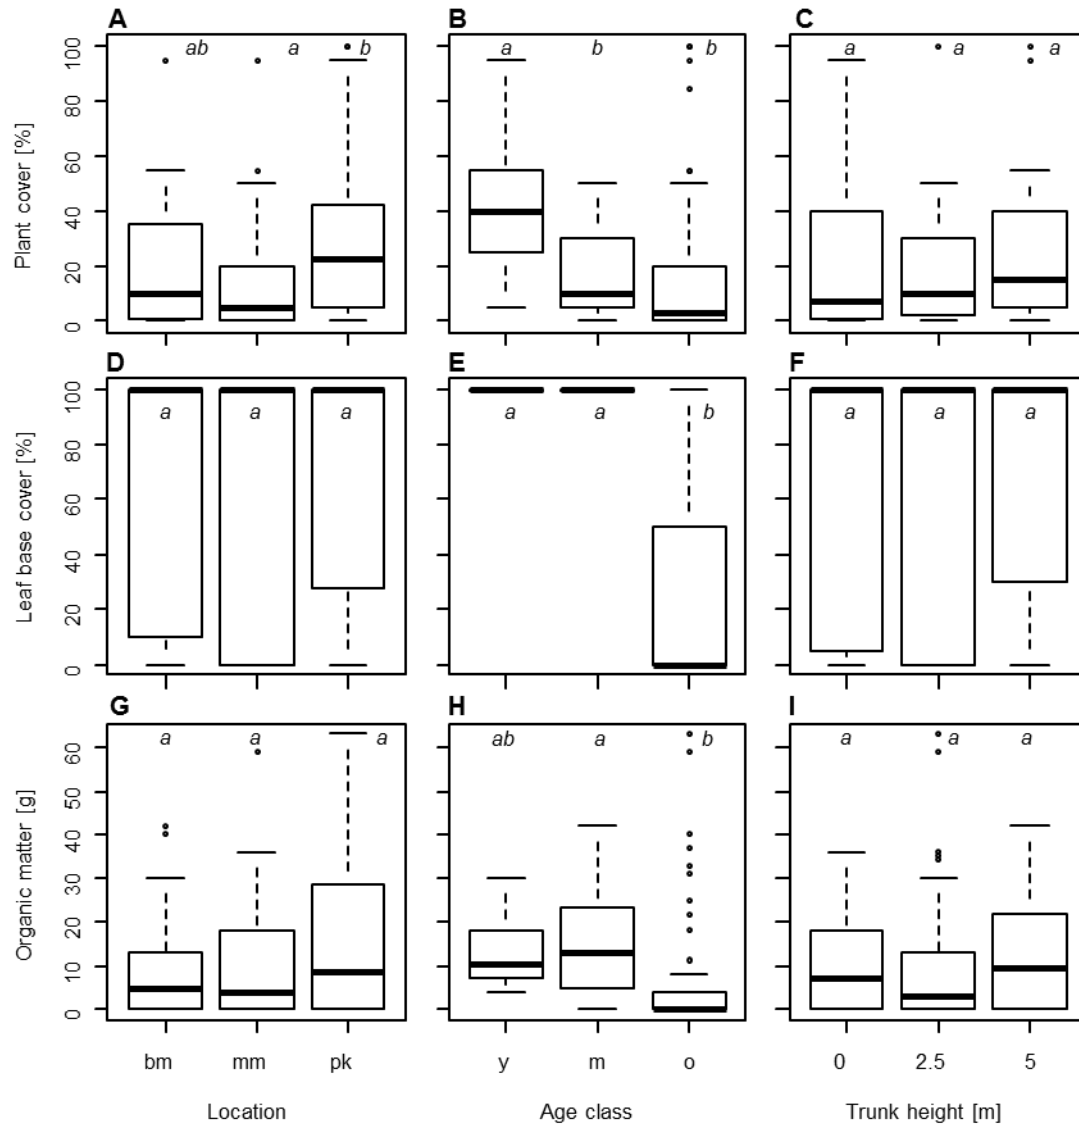 A B C
ab a b a b b a a a
Plant cover [%]
0 20 40 60 80 100
D E F
a a a a a b a a a
Leaf base cover [%]
0 20 40 60 80 100
G H I
a a a ab a b a a a
Organic matter [g]
0 10 20 30 40 50 60
bm mm pk y m o 0 2.5 5
Location Age class Trunk height [m]